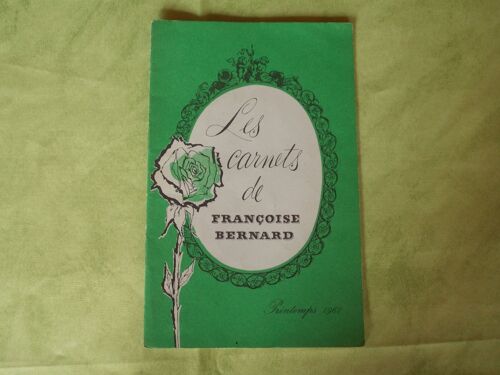 Les
carnets
de
FRANÇOISE
BERNARD
Printemps